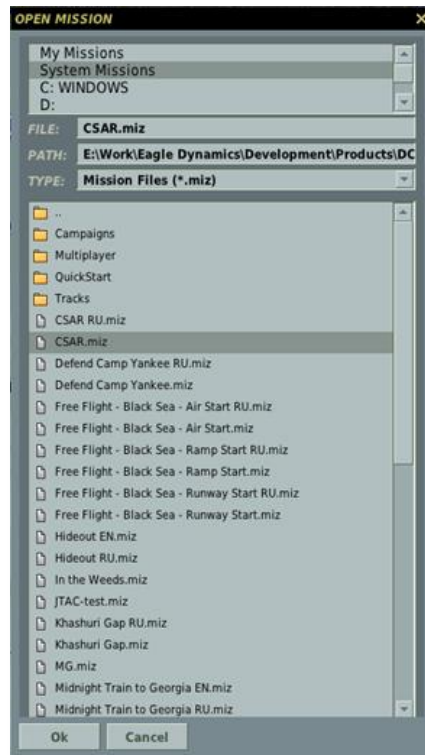 OPEN MISSION
My Missions
System Missions
C: WINDOWS
D:
FILE: CSAR.miz
PATH: E:\Work\Eagle Dynamics\Development\Products\DC
TYPE: Mission Files (*.miz)
..
Campaigns
Multiplayer
QuickStart
Tracks
CSAR RU.miz
CSAR.miz
Defend Camp Yankee RU.miz
Defend Camp Yankee.miz
Free Flight - Black Sea - Air Start RU.miz
Free Flight - Black Sea - Air Start.miz
Free Flight - Black Sea - Ramp Start RU.miz
Free Flight - Black Sea - Ramp Start.miz
Free Flight - Black Sea - Runway Start RU.miz
Free Flight - Black Sea - Runway Start.miz
Hideout EN.miz
Hideout RU.miz
In the Weeds.miz
JTAC-test.miz
Khashuri Gap RU.miz
Khashuri Gap.miz
MG.miz
Midnight Train to Georgia EN.miz
Midnight Train to Georgia RU.miz
Ok Cancel